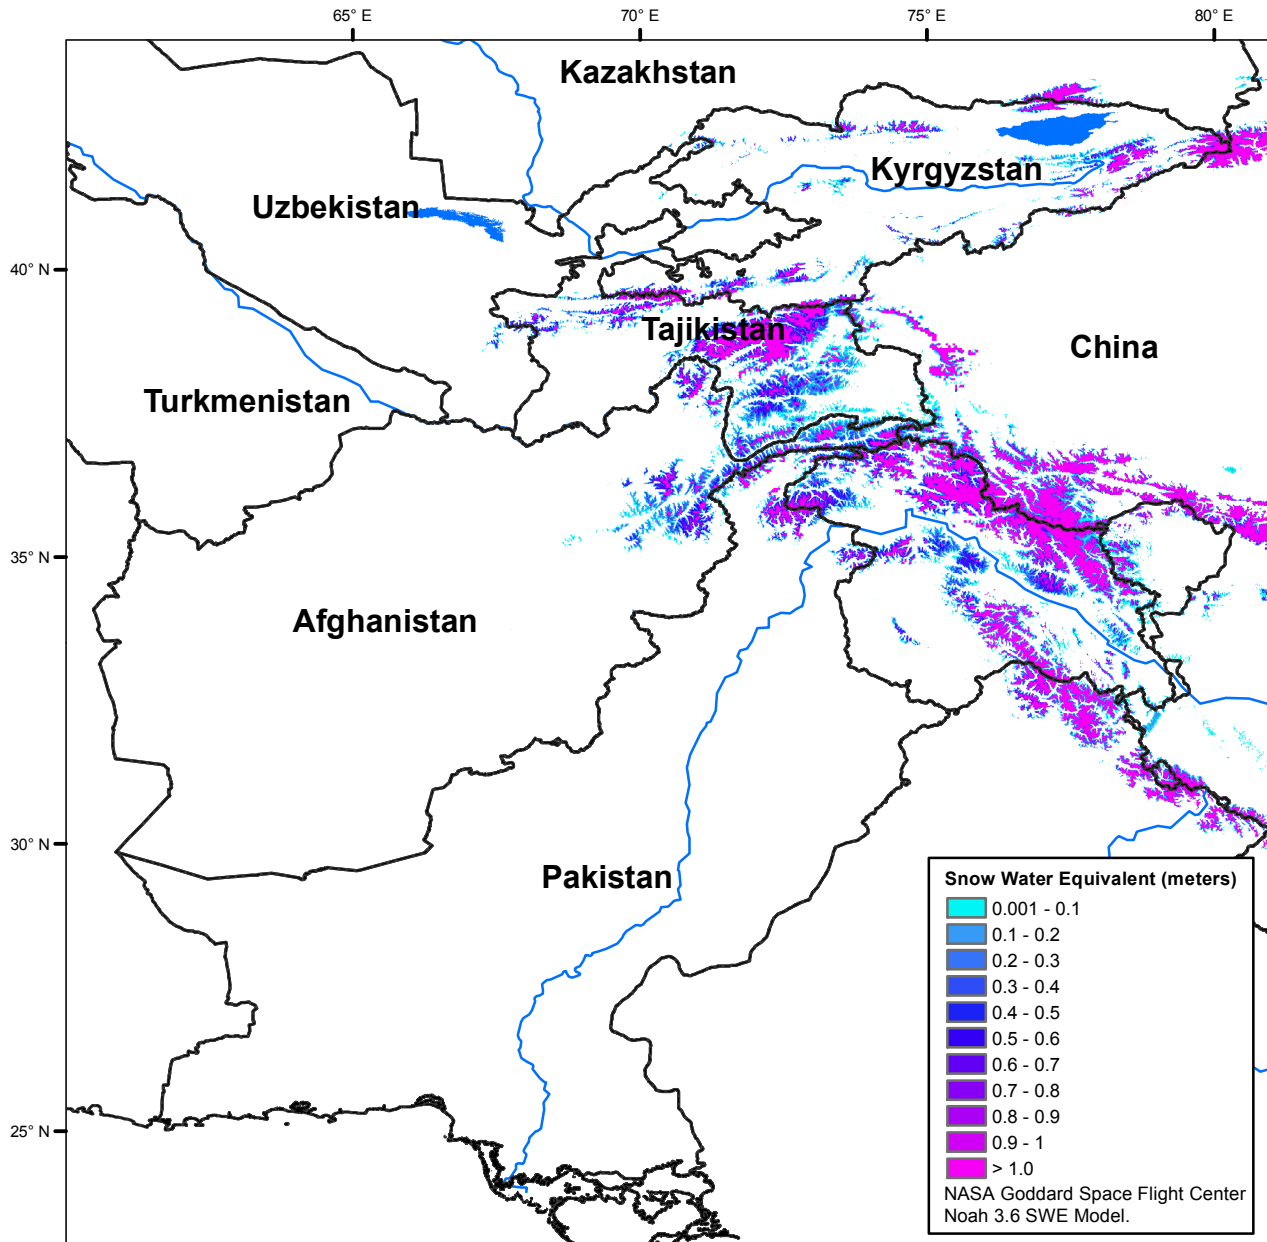 65° E
70° E
75° E
80° E
Kazakhstan
Kyrgyzstan
Uzbekistan
40° N
Tajikistan
China
Turkmenistan
35° N
Afghanistan
30° N
Pakistan
25° N
Snow Water Equivalent (meters)
0.001 - 0.1
0.1 - 0.2
0.2 - 0.3
0.3 - 0.4
0.4 - 0.5
0.5 - 0.6
0.6 - 0.7
0.7 - 0.8
0.8 - 0.9
0.9 - 1
> 1.0
NASA Goddard Space Flight Center
Noah 3.6 SWE Model.